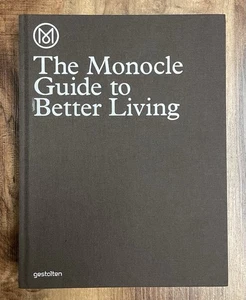 The Monocle
Guide to
Better Living
gestalten